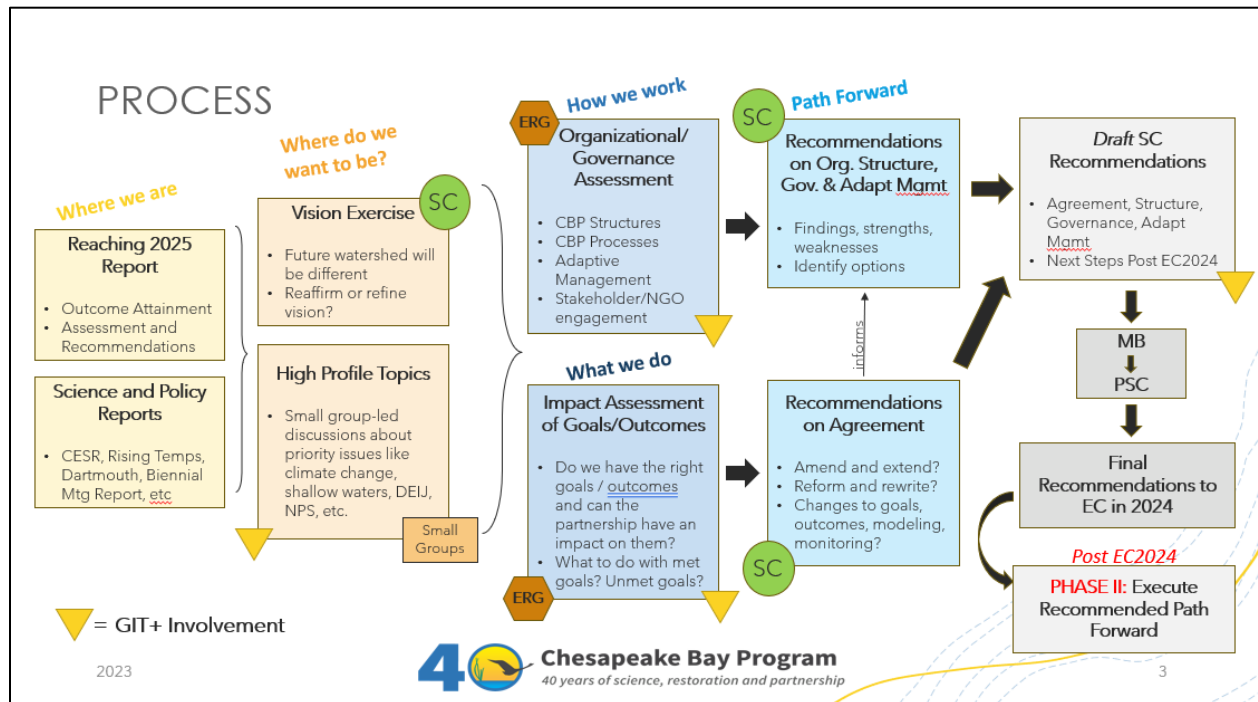 PROCESS
Where we are
Reaching 2025
Report
• Outcome Attainment
• Assessment and
Recommendations
Science and Policy
Reports
• CESR, Rising Temps,
Dartmouth, Biennial
Mtg Report, etc
Where do we
want to be?
SC
Vision Exercise
• Future watershed will
be different
• Reaffirm or refine
vision?
High Profile Topics
• Small group-led
discussions about
priority issues like
climate change,
shallow waters, DEIJ,
NPS, etc.
Small
Groups
How we work
ERG
Organizational/
Governance
Assessment
• CBP Structures
• CBP Processes
• Adaptive
Management
• Stakeholder/NGO
engagement
What we do
Impact Assessment
of Goals/Outcomes
• Do we have the right
goals / outcomes
and can the
partnership have an
impact on them?
• What to do with met
goals? Unmet goals?
ERG
SC
Path Forward
Recommendations
on Org. Structure,
Gov. & Adapt Mgmt
• Findings, strengths,
weaknesses
• Identify options
informs
Recommendations
on Agreement
• Amend and extend?
• Reform and rewrite?
• Changes to goals,
outcomes, modeling,
monitoring?
SC
Draft SC
Recommendations
• Agreement, Structure,
Governance, Adapt
Mgmt
• Next Steps Post EC2024
MB
PSC
Final
Recommendations to
EC in 2024
Post EC2024
PHASE II: Execute
Recommended Path
Forward
= GIT+ Involvement
2023
40
Chesapeake Bay Program
40 years of science, restoration and partnership
3